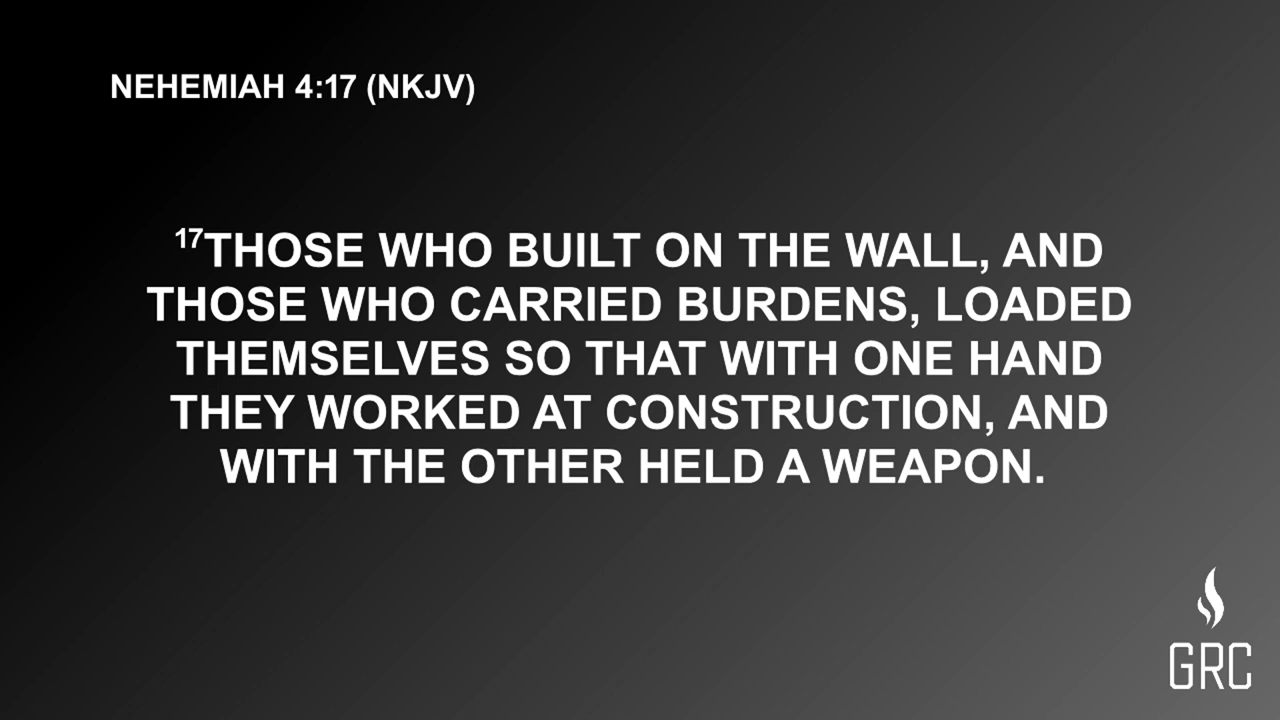 NEHEMIAH 4:17 (NKJV)
17THOSE WHO BUILT ON THE WALL, AND
THOSE WHO CARRIED BURDENS, LOADED
THEMSELVES SO THAT WITH ONE HAND
THEY WORKED AT CONSTRUCTION, AND
WITH THE OTHER HELD A WEAPON.
GRC